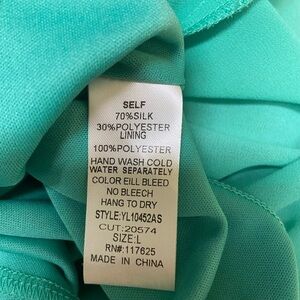 SELF
70%SILK
30%POLYESTER
LINING
100%POLYESTER
HAND WASH COLD
WATER SEPARATELY
COLOR EILL BLEED
NO BLEECH
HANG TO DRY
STYLE:YL10452AS
CUT:20574
SIZE:L
RN#:117625
MADE IN CHINA